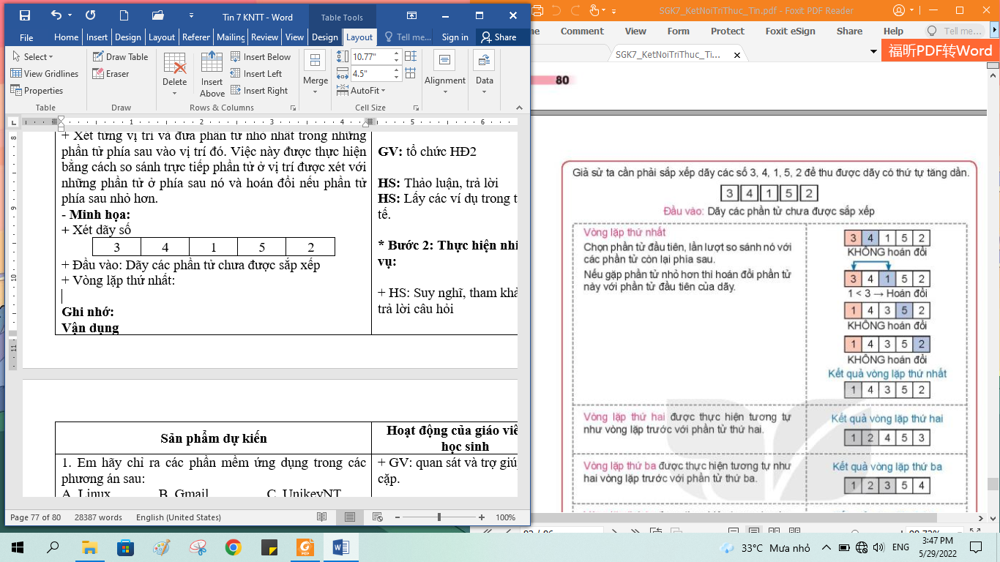 Tin 7 KNTT - Word
Table Tools
File Home Insert Design Layout Referer Mailing Review View Design Layout Tell me... Sign in Share
Select Draw Table 10.77"
View Gridlines Eraser 4.5"
Properties Delete Insert Above Insert Below Insert Left Insert Right Merge AutoFit Alignment Data
Table Draw Rows & Columns Cell Size
+ Xét từng vị trí và đưa phần tử nhỏ nhất trong những
phần tử phía sau vào vị trí đó. Việc này được thực hiện
bằng cách so sánh trực tiếp phần tử ở vị trí được xét với
những phần tử ở phía sau nó và hoán đổi nếu phần tử
phía sau nhỏ hơn.
- Minh họa:
+ Xét dãy số
3 4 1 5 2
+ Đầu vào: Dãy các phần tử chưa được sắp xếp
+ Vòng lặp thứ nhất:
Ghi nhớ:
Vận dụng
GV: tổ chức HĐ2
HS: Thảo luận, trả lời
HS: Lấy các ví dụ trong t
tế.
* Bước 2: Thực hiện nhi
vụ:
+ HS: Suy nghĩ, tham khả
trả lời câu hỏi
Sản phẩm dự kiến
Hoạt động của giáo viê
học sinh
1. Em hãy chỉ ra các phần mềm ứng dụng trong các
phương án sau:
A. Linux B. Gmail C. UnikeyNT
+ GV: quan sát và trợ giú
cặp.
Page 77 of 80 28387 words English (United States) 100%
SGK7_KetNoiTriThuc_Tin.pdf - Foxit PDF Reader
me Comment View Form Protect Foxit eSign Share Help Tell me...
SGK7_KetNoiTriThuc_Ti...
福昕PDF转Word
80
Giả sử ta cần phải sắp xếp dãy các số 3, 4, 1, 5, 2 để thu được dãy có thứ tự tăng dần.
3 4 1 5 2
Đầu vào: Dãy các phần tử chưa được sắp xếp
Vòng lặp thứ nhất
Chọn phần tử đầu tiên, lần lượt so sánh nó với
các phần tử còn lại phía sau.
Nếu gặp phần tử nhỏ hơn thì hoán đổi phần tử
này với phần tử đầu tiên của dãy.
3 4 1 5 2
KHÔNG hoán đổi
3 4 1 5 2
1 < 3 → Hoán đổi
1 4 3 5 2
KHÔNG hoán đổi
1 4 3 5 2
KHÔNG hoán đổi
Kết quả vòng lặp thứ nhất
1 4 3 5 2
Vòng lặp thứ hai được thực hiện tương tự
như vòng lặp trước với phần tử thứ hai.
Kết quả vòng lặp thứ hai
1 2 4 5 3
Vòng lặp thứ ba được thực hiện tương tự như
hai vòng lặp trước với phần tử thứ ba.
Kết quả vòng lặp thứ ba
1 2 3 5 4
33°C Mưa nhỏ
ENG
3:47 PM
5/29/2022